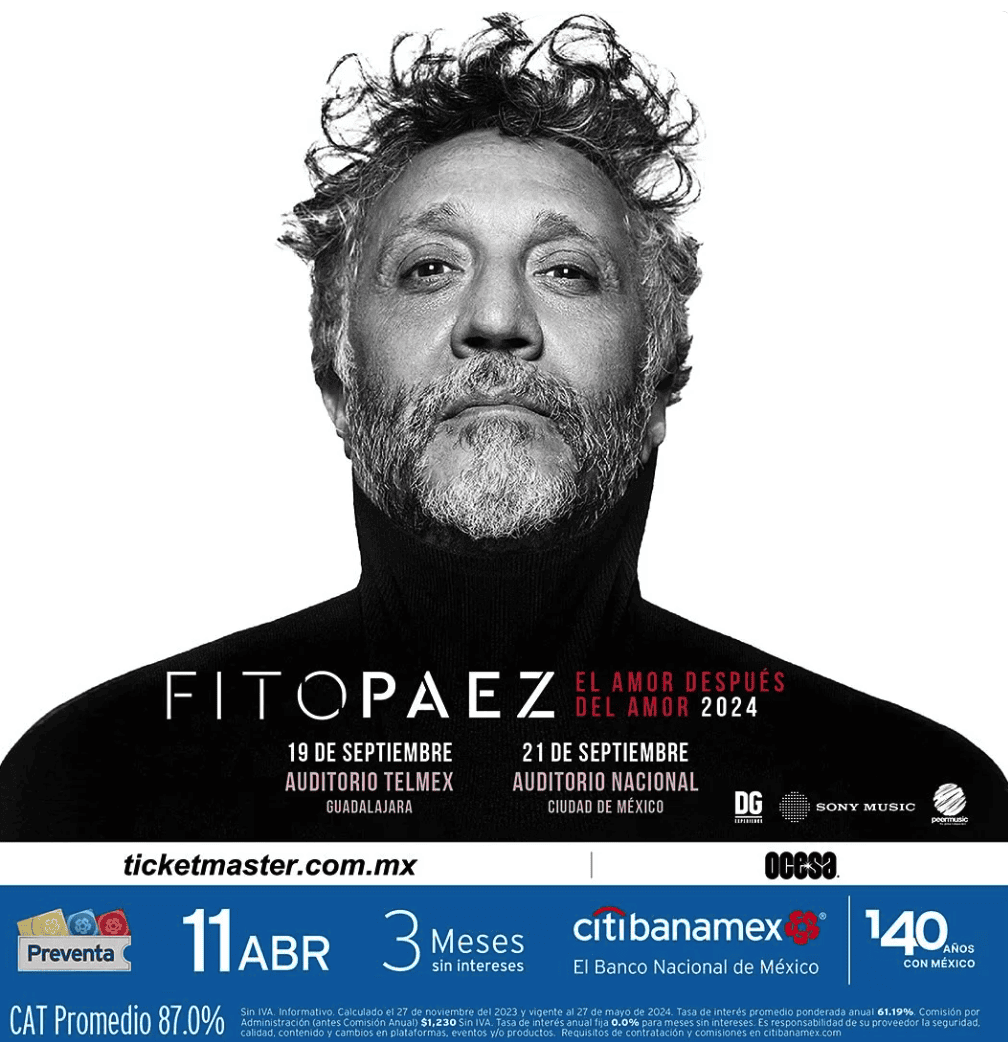 FITOPAEZ
EL AMOR DESPUÉS
DEL AMOR 2024
19 DE SEPTIEMBRE
AUDITORIO TELMEX
GUADALAJARA
21 DE SEPTIEMBRE
AUDITORIO NACIONAL
CIUDAD DE MÉXICO
DG
SONY MUSIC
peermusic
ticketmaster.com.mx
ocesa
Preventa
11 ABR
3 Meses
sin intereses
citibanamex
El Banco Nacional de México
140 AÑOS
CON MÉXICO
CAT Promedio 87.0%
Sin IVA. Informativo. Calculado el 27 de noviembre del 2023 y vigente al 27 de mayo de 2024. Tasa de interés promedio ponderada anual 61.19%. Comisión por
Administración (antes Comisión Anual) $1,230 Sin IVA. Tasa de interés anual fija 0.0% para meses sin intereses. Es responsabilidad de su proveedor la seguridad,
calidad, contenido y cambios en plataformas, eventos y/o productos. Requisitos de contratación y comisiones en citibanamex.com